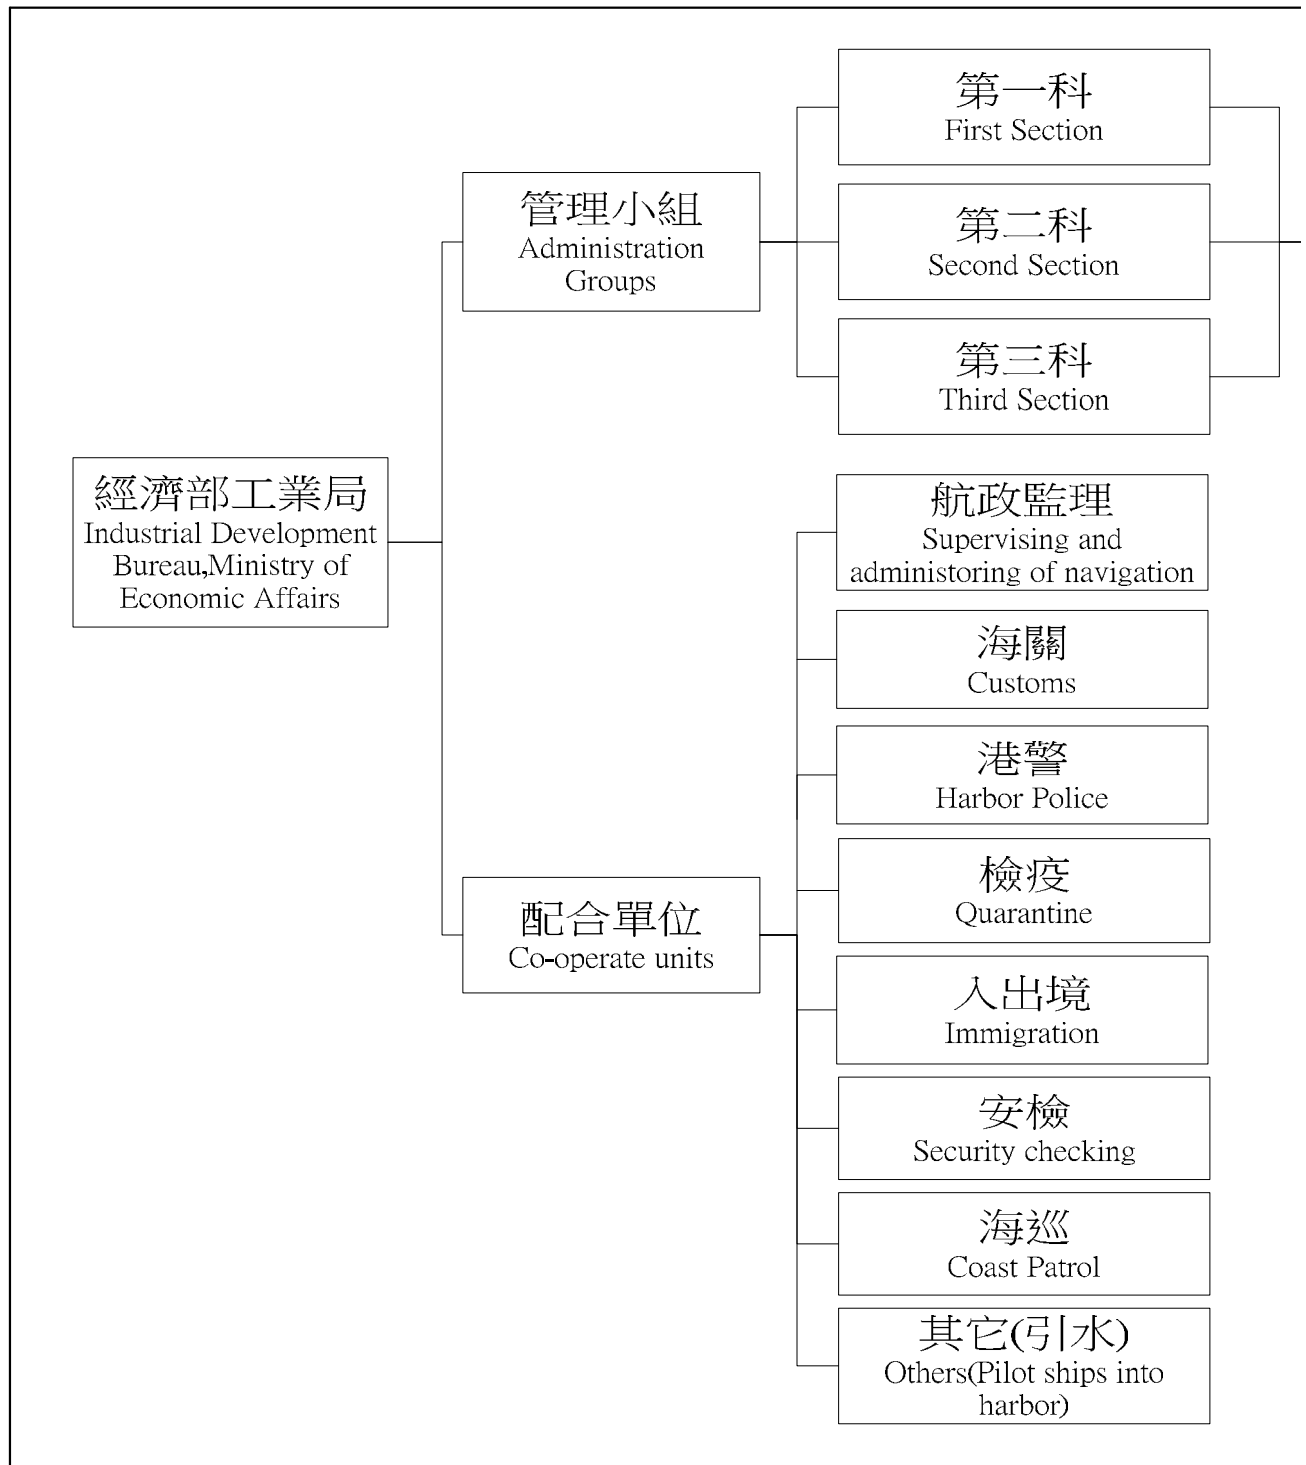 第一科
First Section
管理小組
Administration
Groups
第二科
Second Section
第三科
Third Section
經濟部工業局
Industrial Development
Bureau,Ministry of
Economic Affairs
航政監理
Supervising and
administoring of navigation
海關
Customs
港警
Harbor Police
配合單位
Co-operate units
檢疫
Quarantine
入出境
Immigration
安檢
Security checking
海巡
Coast Patrol
其它(引水)
Others(Pilot ships into
harbor)